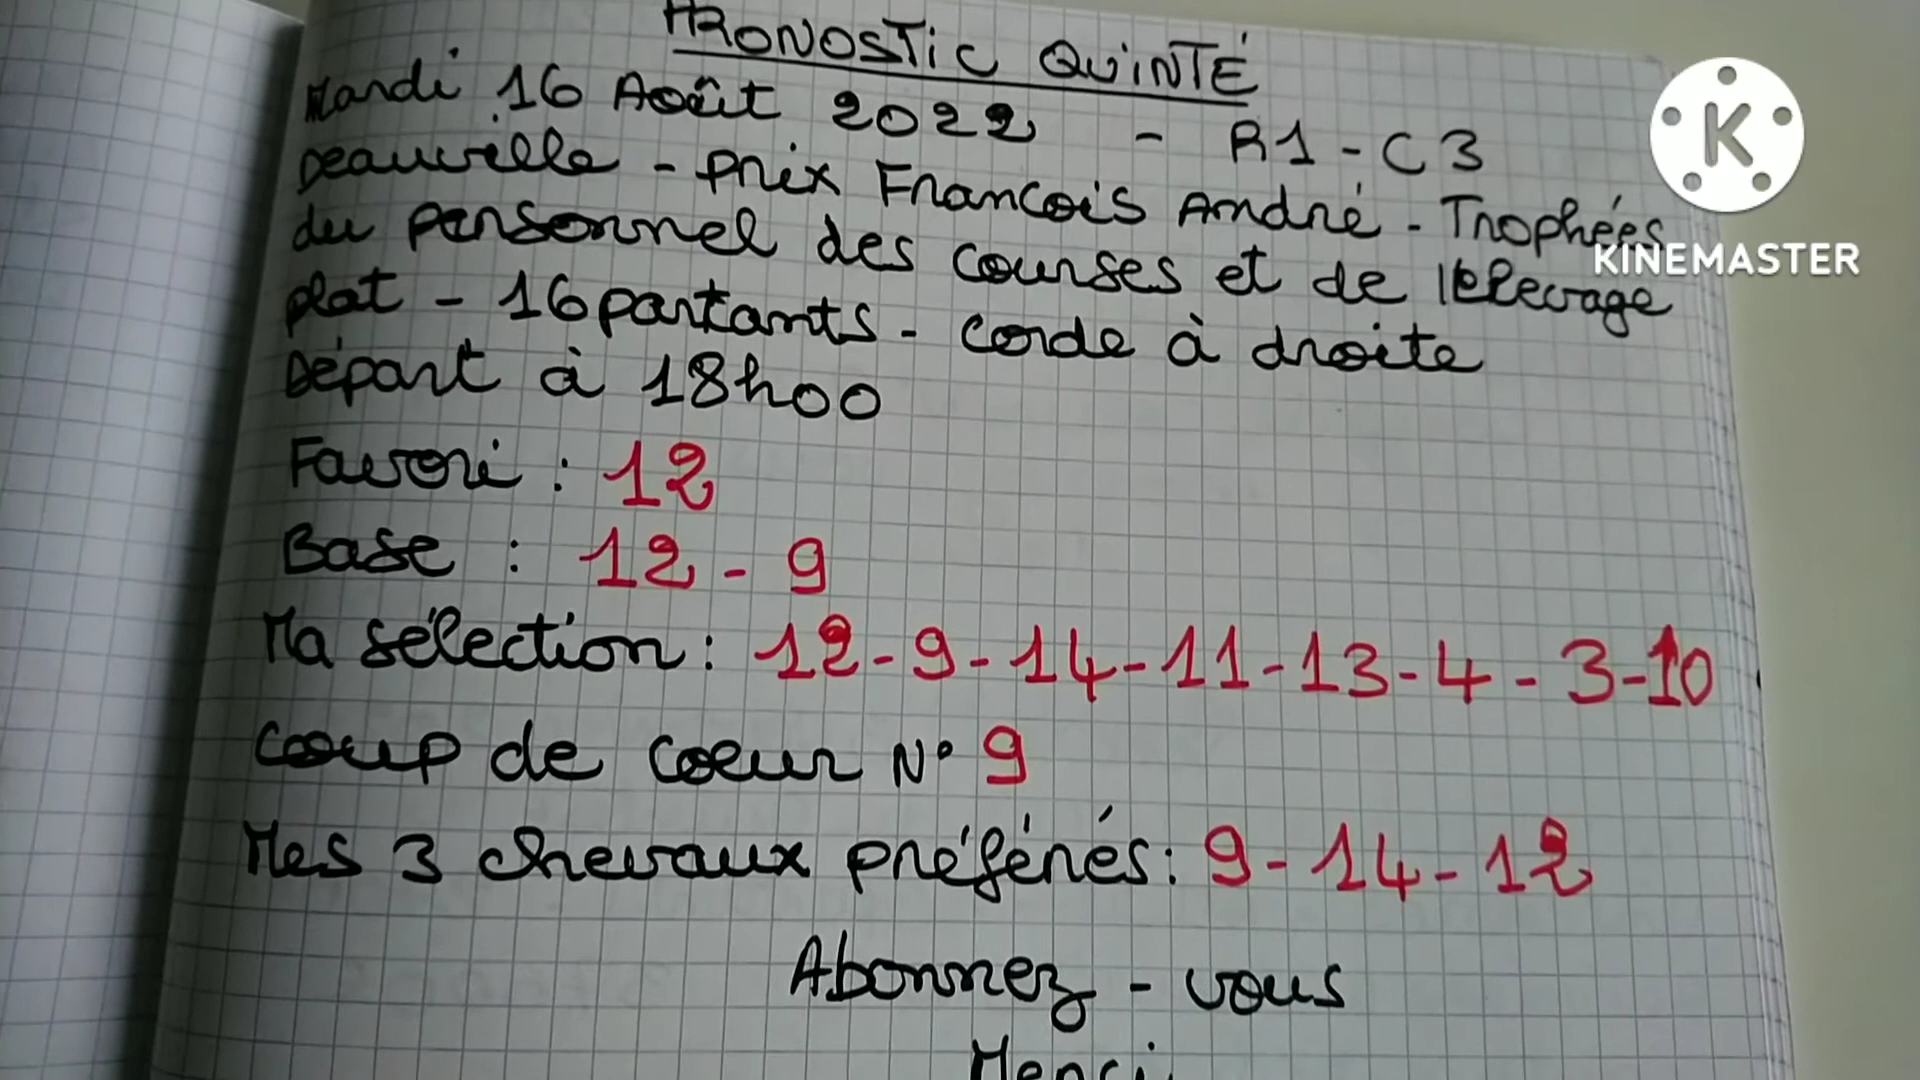 PRONOSTIC QUINTÉ
Mardi 16 Août 2022 - R1 - C3
Deauville - Prix François André - Trophées
du personnel des courses et de l'élevage
plat - 16 partants - corde à droite
Départ à 18h00
Favori : 12
Base : 12 - 9
Ma sélection : 12 - 9 - 14 - 11 - 13 - 4 - 3 - 10
Coup de coeur N° 9
Mes 3 chevaux préférés : 9 - 14 - 12
Abonnez - vous
Merci
K
KINEMASTER